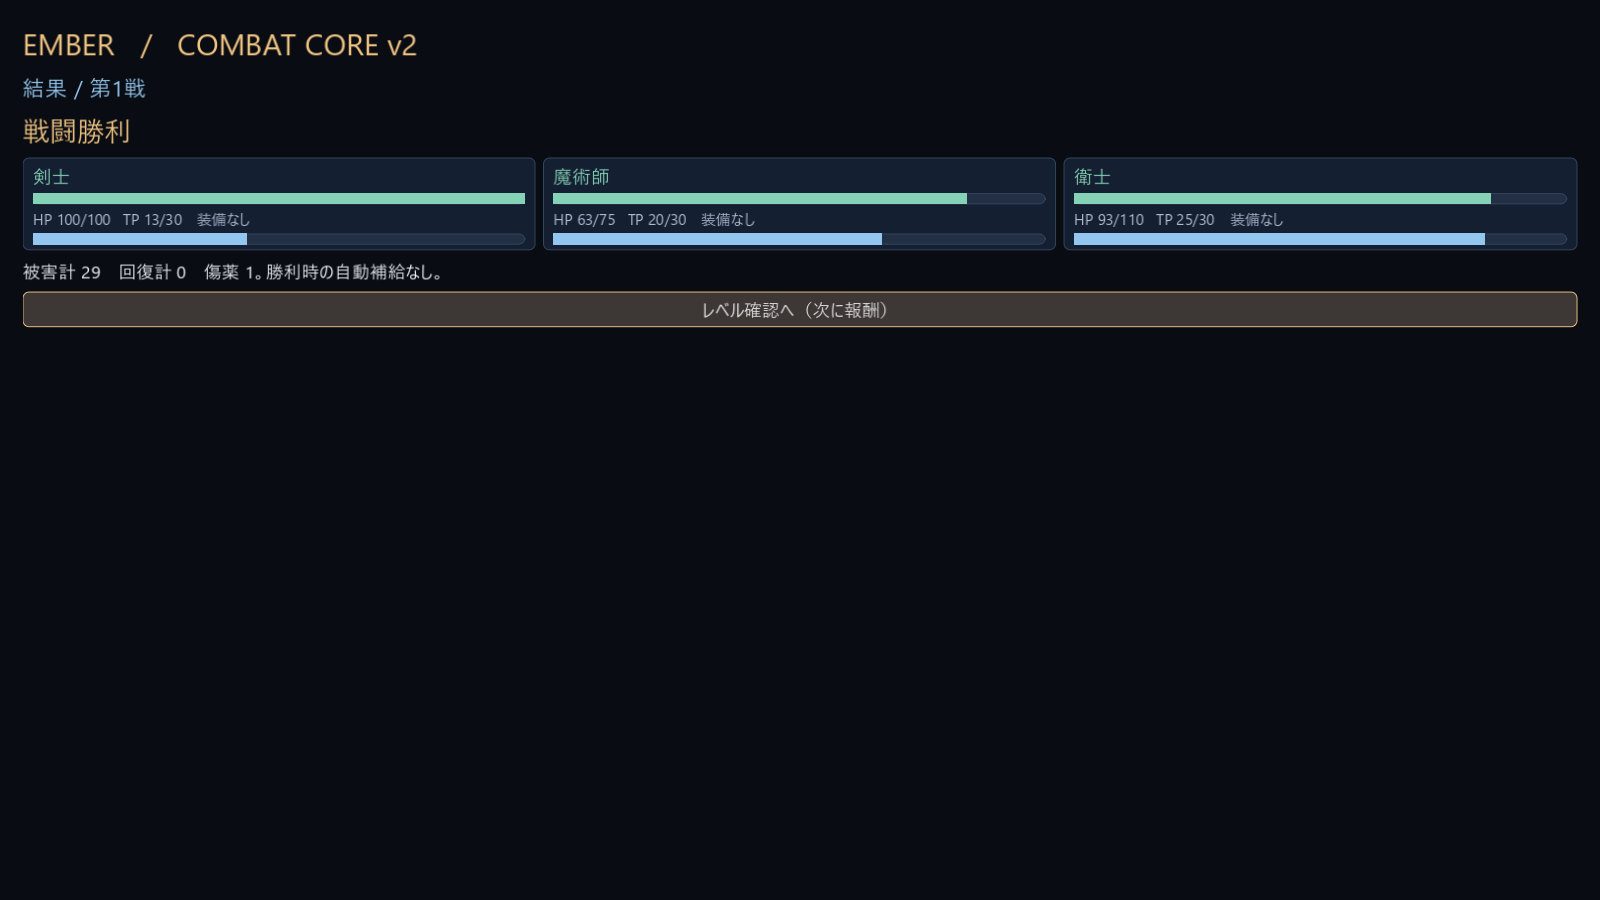 EMBER / COMBAT CORE v2
結果 / 第1戦
戦闘勝利
剣士
HP 100/100 TP 13/30 装備なし
魔術師
HP 63/75 TP 20/30 装備なし
衛士
HP 93/110 TP 25/30 装備なし
被害計 29 回復計 0 傷薬 1。勝利時の自動補給なし。
レベル確認へ（次に報酬）